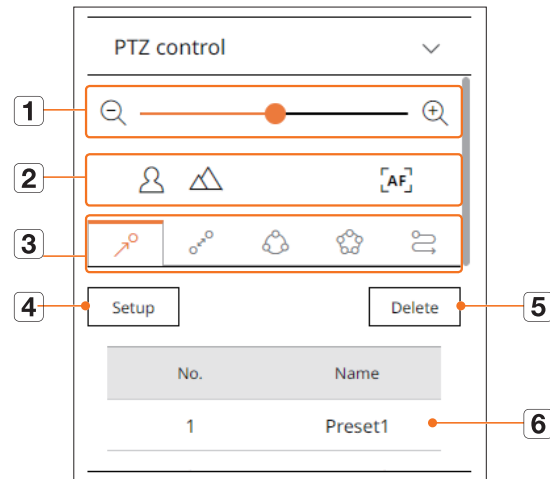 PTZ control
1
2
AF
3
4
Setup
Delete
5
No. Name
1 Preset1
6